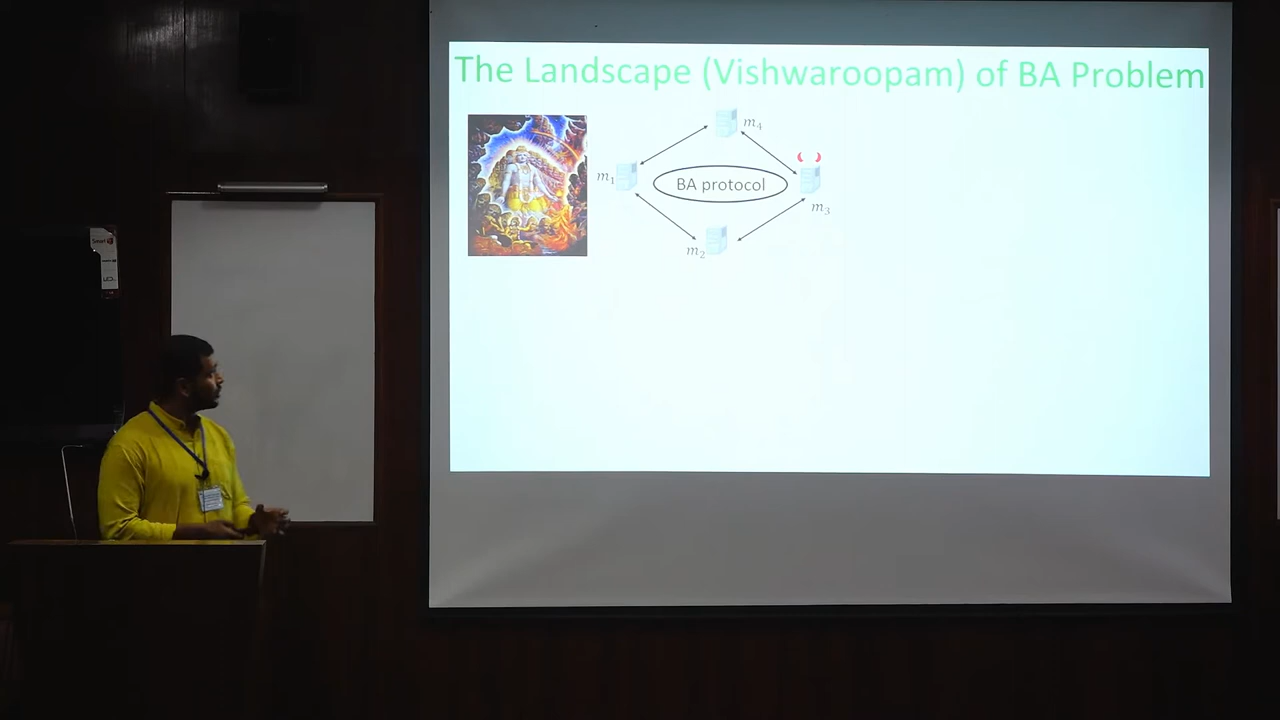 The Landscape (Vishwaroopam) of BA Problem
m₄
m₁
BA protocol
m₃
m₂